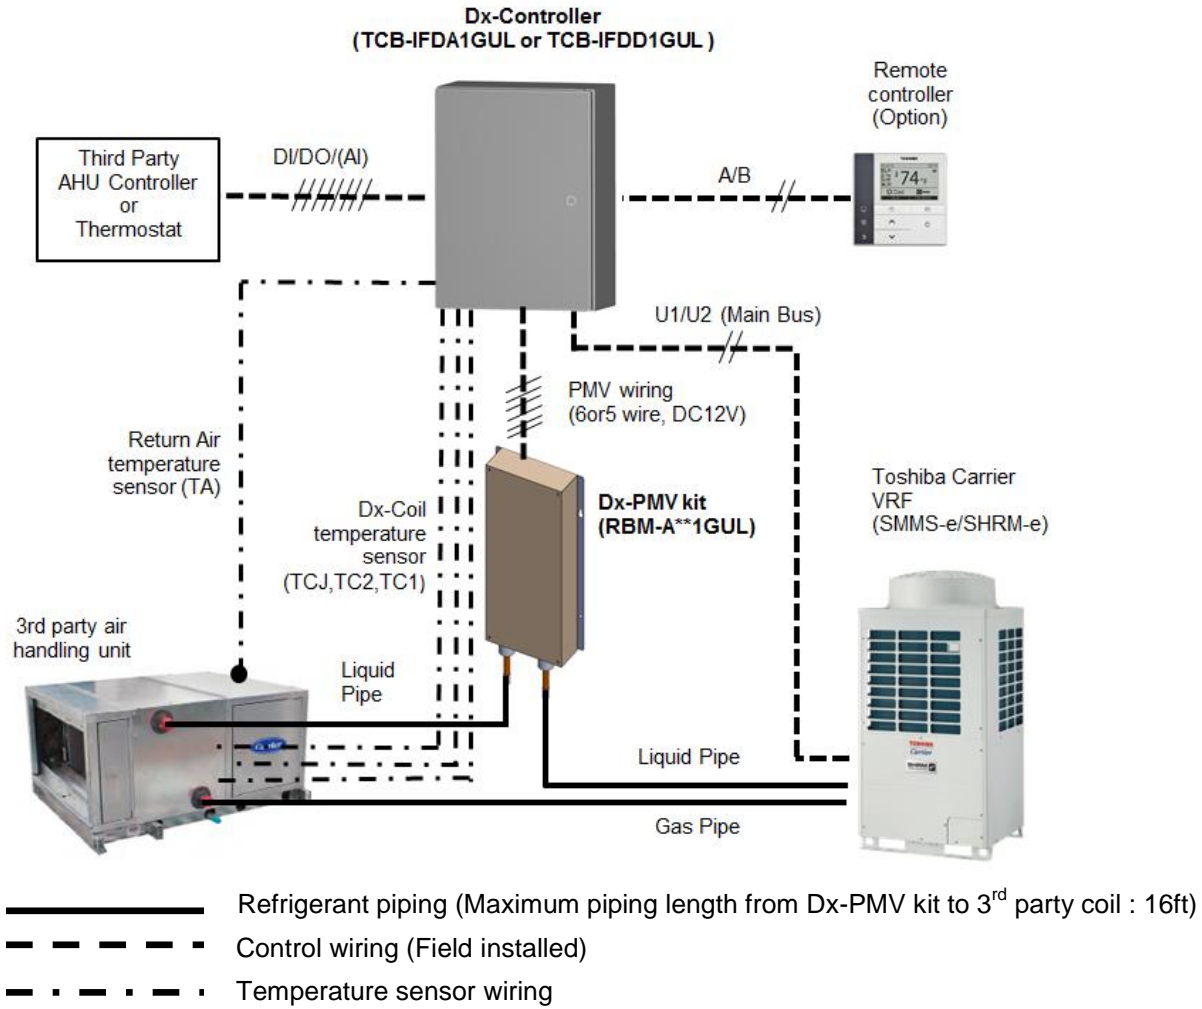 Dx-Controller
(TCB-IFDA1GUL or TCB-IFDD1GUL )
Remote
controller
(Option)
Third Party
AHU Controller
or
Thermostat
DI/DO/(AI)
A/B
TOSHIBA
74
°F
Cool
U1/U2 (Main Bus)
PMV wiring
(6or5 wire, DC12V)
Return Air
temperature
sensor (TA)
Dx-Coil
temperature
sensor
(TCJ,TC2,TC1)
Dx-PMV kit
(RBM-A**1GUL)
Toshiba Carrier
VRF
(SMMS-e/SHRM-e)
3rd party air
handling unit
Liquid
Pipe
Carrier
Liquid Pipe
Gas Pipe
TOSHIBA
Carrier
Refrigerant piping (Maximum piping length from Dx-PMV kit to 3rd party coil : 16ft)
Control wiring (Field installed)
Temperature sensor wiring